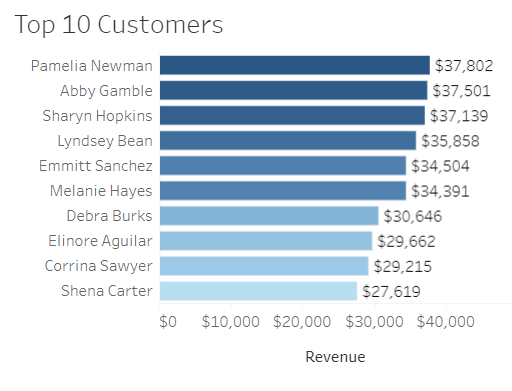 Top 10 Customers
Pamelia Newman $37,802
Abby Gamble $37,501
Sharyn Hopkins $37,139
Lyndsey Bean $35,858
Emmitt Sanchez $34,504
Melanie Hayes $34,391
Debra Burks $30,646
Elinore Aguilar $29,662
Corrina Sawyer $29,215
Shena Carter $27,619
$0 $10,000 $20,000 $30,000 $40,000
Revenue